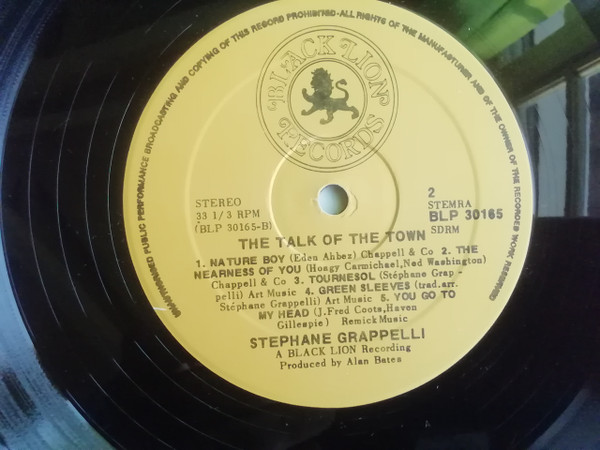 UNAUTHORISED PUBLIC PERFORMANCE BROADCASTING AND COPYING OF THIS RECORD PROHIBITED-ALL RIGHTS OF THE MANUFACTURER AND OF THE OWNER OF THE RECORDED WORK RESERVED
BLACK LION
RECORDS
STEREO
33 1/3 RPM
(BLP 30165-B)
2
STEMRA
BLP 30165
SDRM
THE TALK OF THE TOWN
1. NATURE BOY (Eden Ahbez) Chappell & Co 2. THE
NEARNESS OF YOU (Hoagy Carmichael,Ned Washington)
Chappell & Co 3. TOURNESOL (Stéphane Grap-
pelli) Art Music 4. GREEN SLEEVES (trad.arr.
Stéphane Grappelli) Art Music 5. YOU GO TO
MY HEAD (J.Fred Coots,Haven
Gillespie) Remick Music
STEPHANE GRAPPELLI
A BLACK LION Recording
Produced by Alan Bates